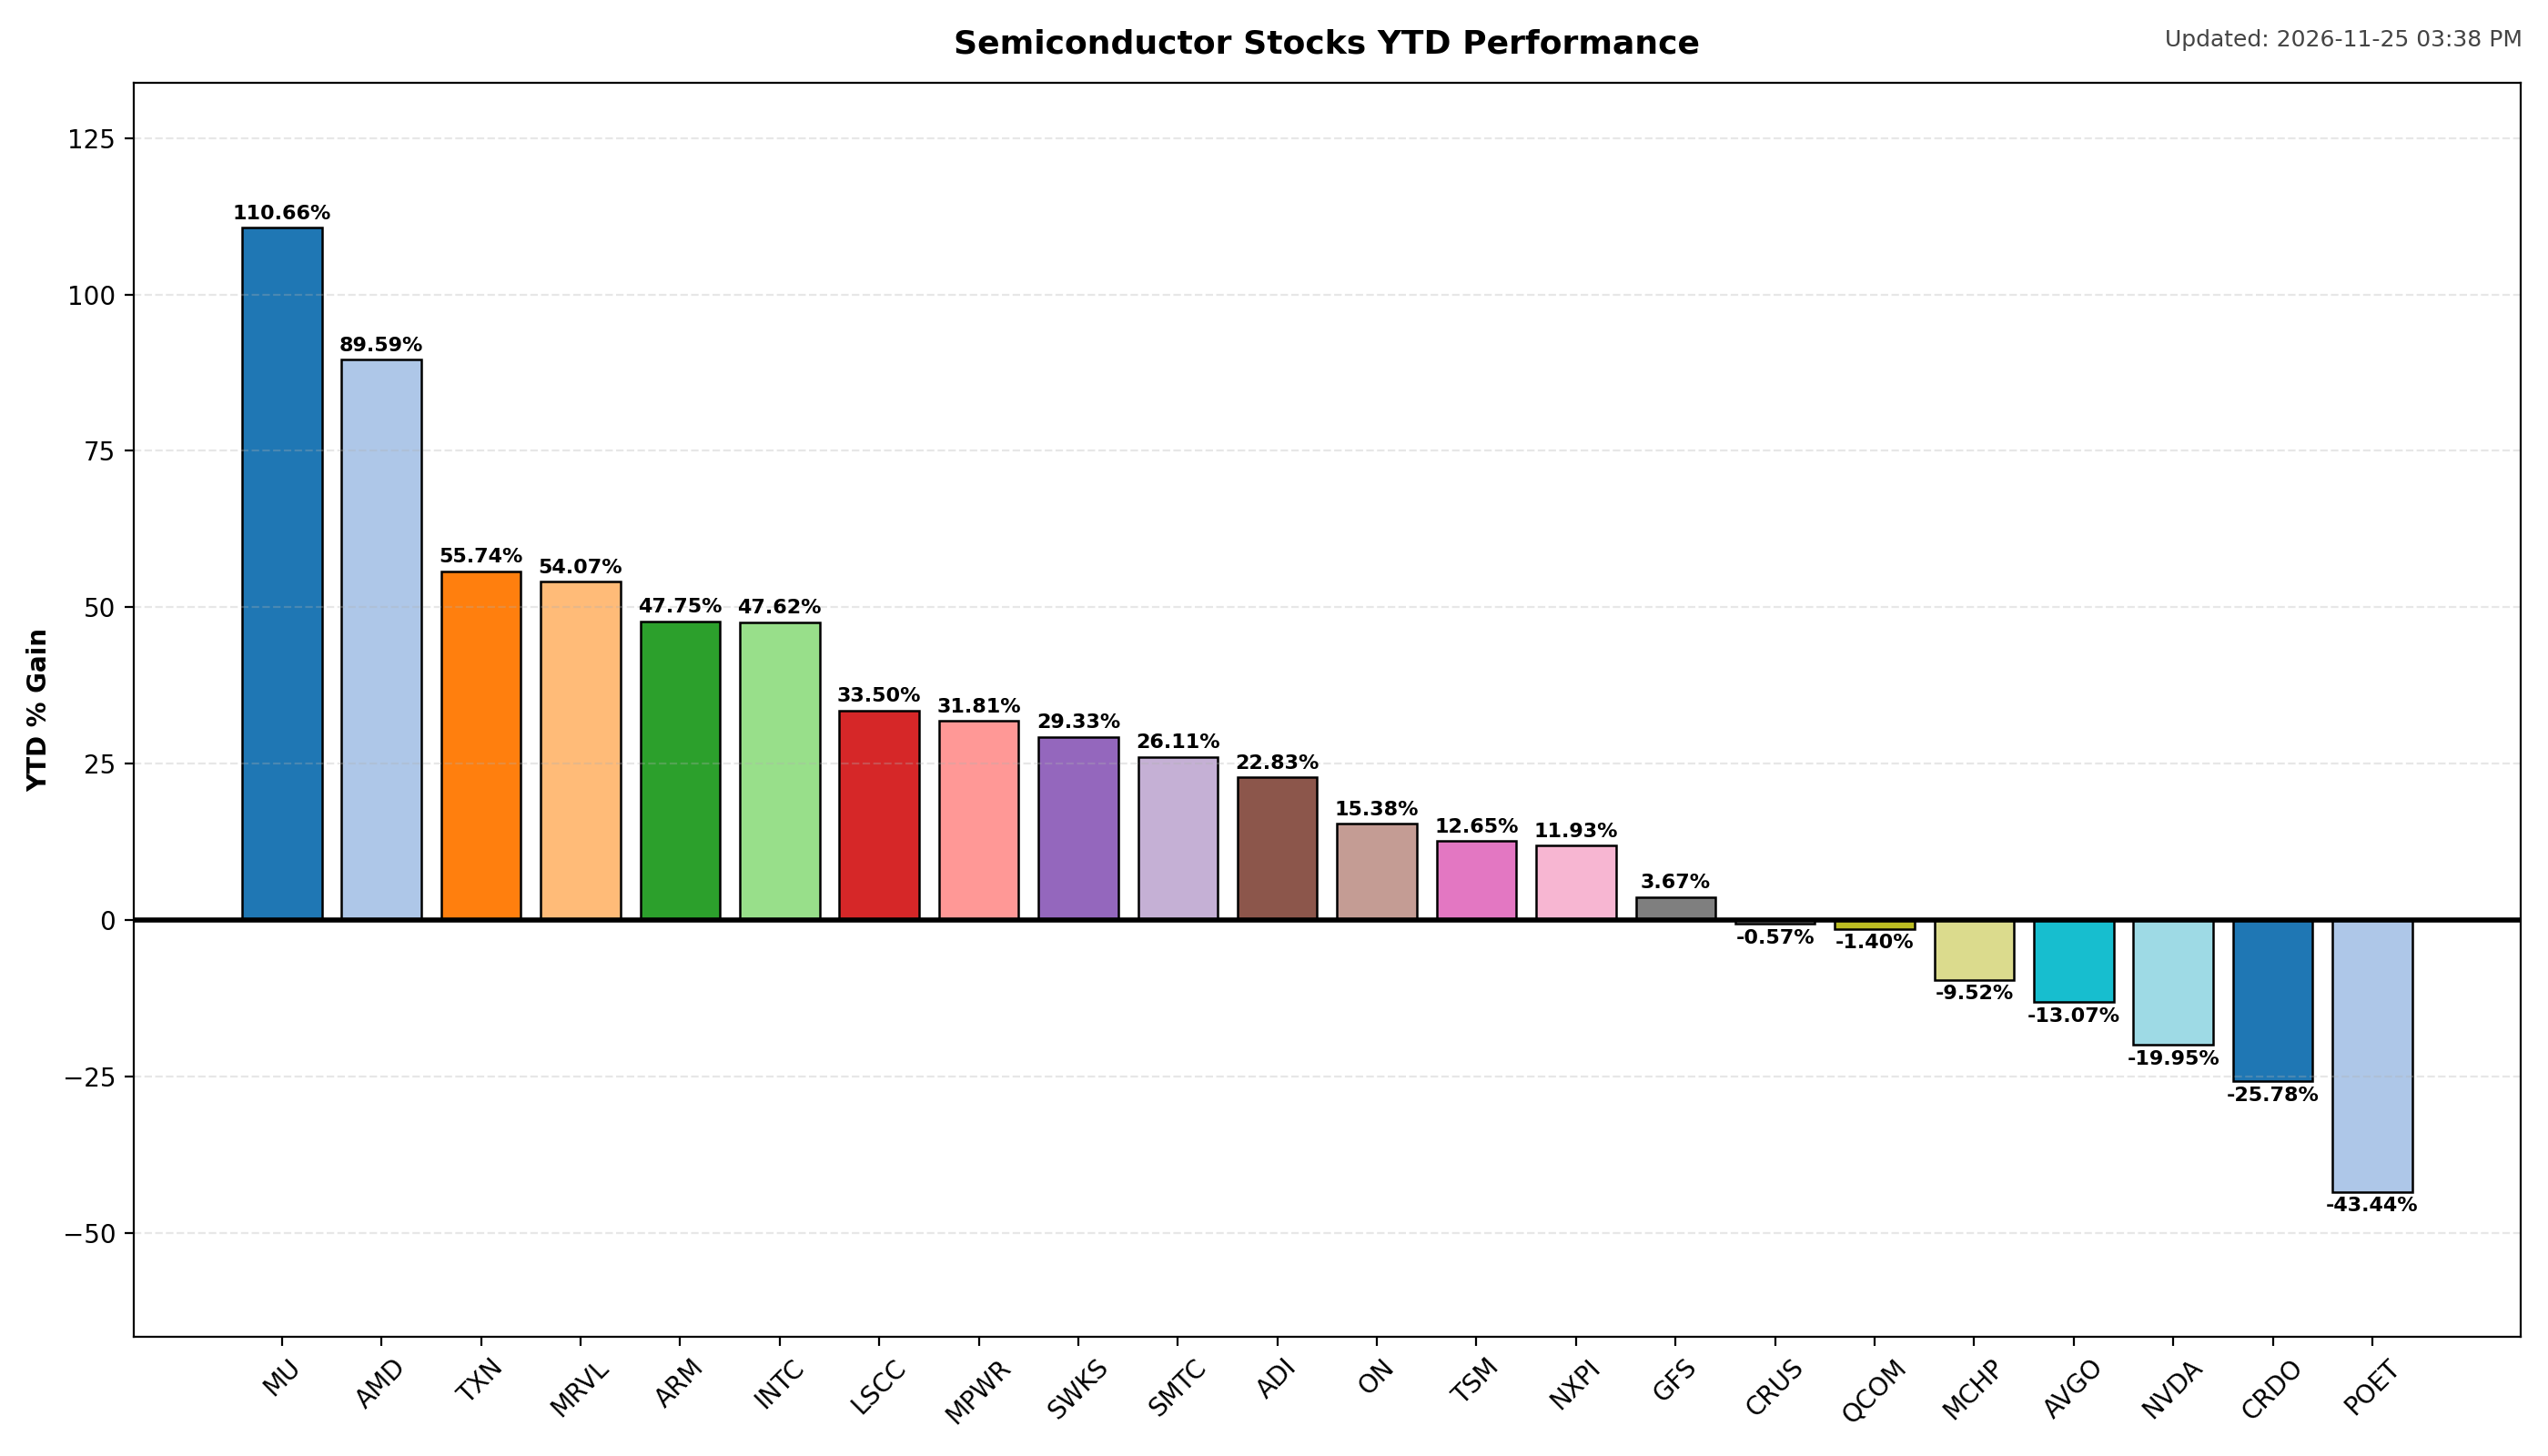 Semiconductor Stocks YTD Performance
Updated: 2026-11-25 03:38 PM
YTD % Gain
125
100
75
50
25
0
−25
−50
110.66%
89.59%
55.74%
54.07%
47.75%
47.62%
33.50%
31.81%
29.33%
26.11%
22.83%
15.38%
12.65%
11.93%
3.67%
-0.57%
-1.40%
-9.52%
-13.07%
-19.95%
-25.78%
-43.44%
MU
AMD
TXN
MRVL
ARM
INTC
LSCC
MPWR
SWKS
SMTC
ADI
ON
TSM
NXPI
GFS
CRUS
QCOM
MCHP
AVGO
NVDA
CRDO
POET